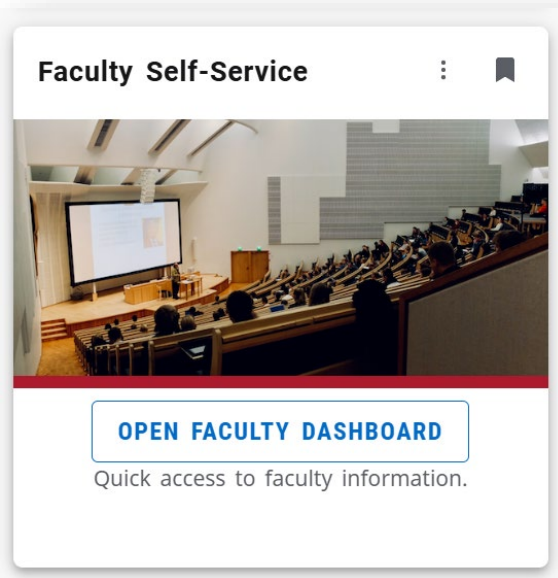 Faculty Self-Service
OPEN FACULTY DASHBOARD
Quick access to faculty information.